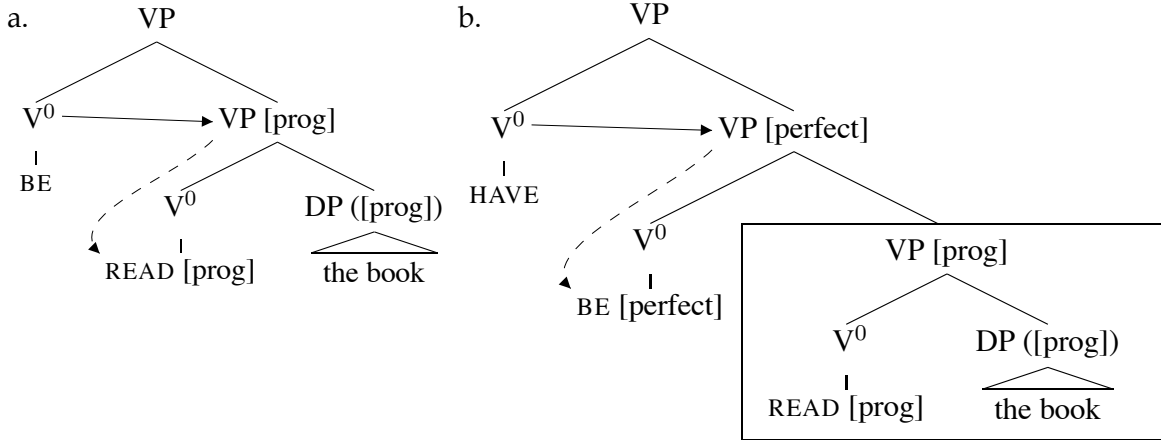 a.
VP
V⁰
VP [prog]
BE
V⁰
DP ([prog])
READ [prog]
the book
b.
VP
V⁰
VP [perfect]
HAVE
V⁰
BE [perfect]
VP [prog]
V⁰
DP ([prog])
READ [prog]
the book